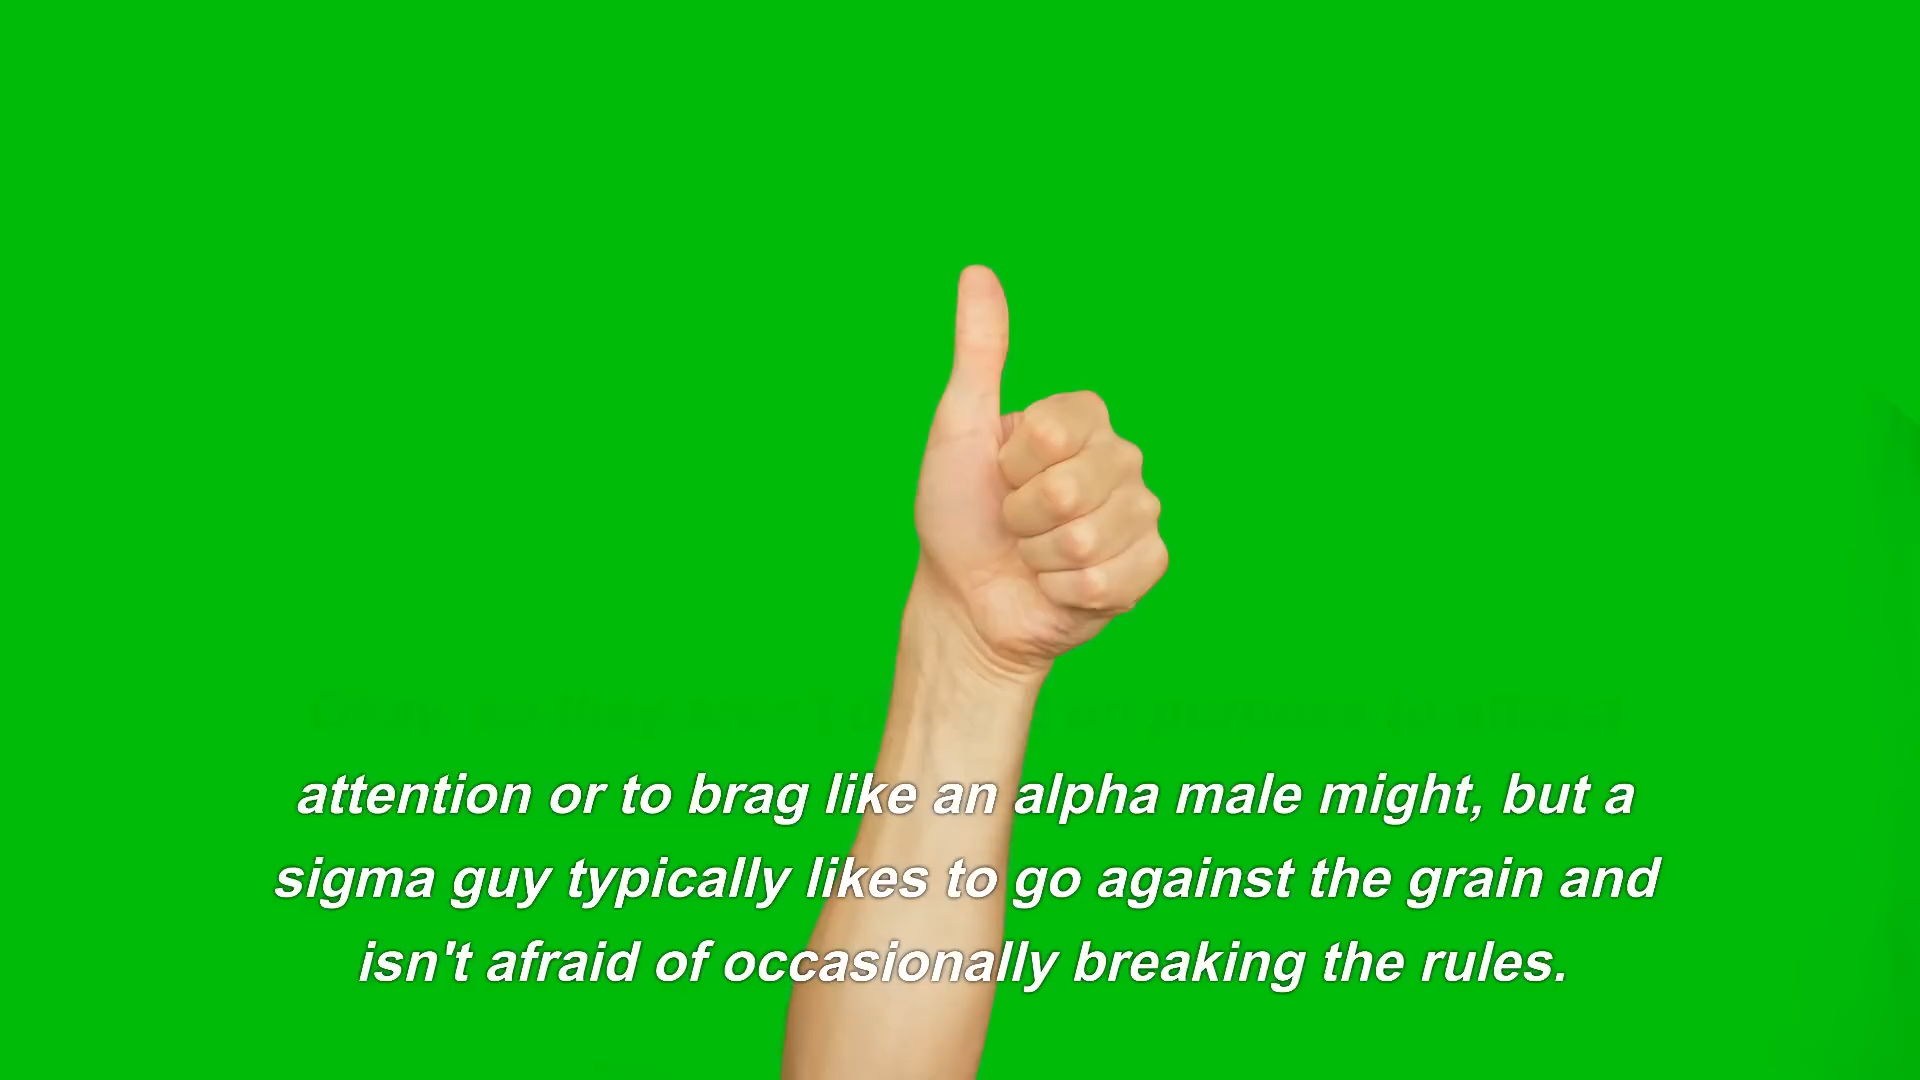 attention or to brag like an alpha male might, but a
sigma guy typically likes to go against the grain and
isn't afraid of occasionally breaking the rules.